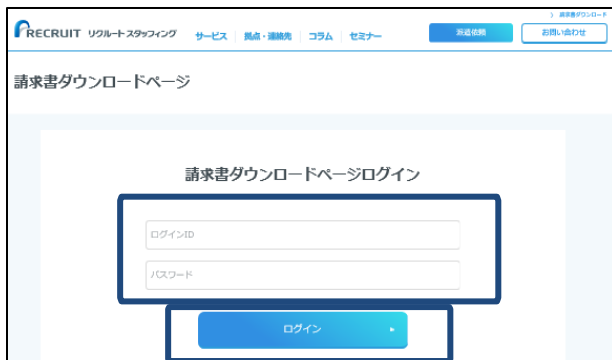 > 請求書ダウンロード
RECRUIT リクルートスタッフィング サービス 拠点・連絡先 コラム セミナー 派遣依頼 お問い合わせ
請求書ダウンロードページ
請求書ダウンロードページログイン
ログインID
パスワード
ログイン